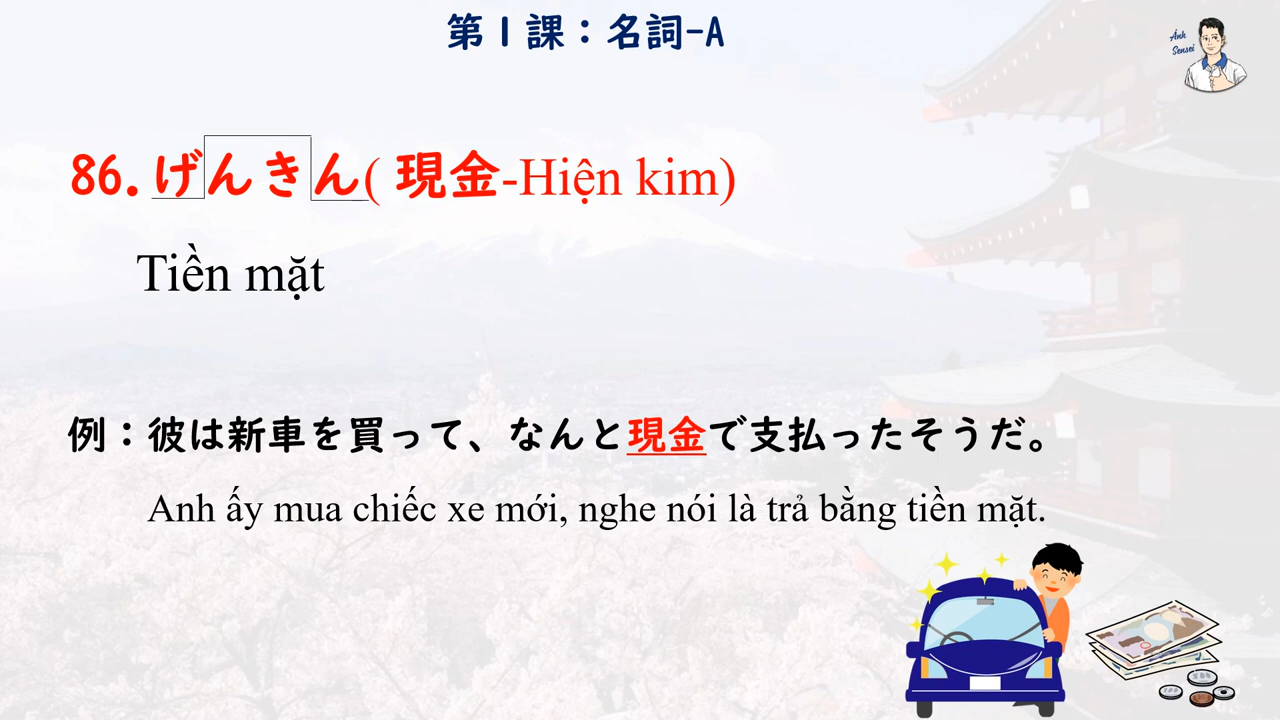 第1課：名詞-A
Ánh
Sensei
86.げんきん( 現金-Hiện kim)
Tiền mặt
例：彼は新車を買って、なんと現金で支払ったそうだ。
Anh ấy mua chiếc xe mới, nghe nói là trả bằng tiền mặt.